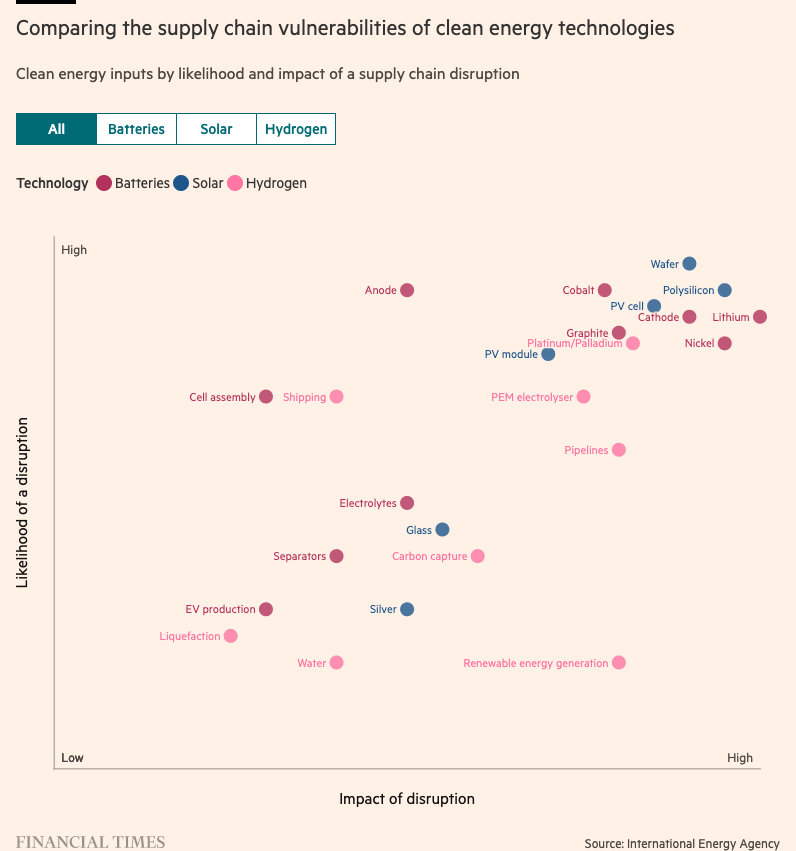 Comparing the supply chain vulnerabilities of clean energy technologies
Clean energy inputs by likelihood and impact of a supply chain disruption
All Batteries Solar Hydrogen
Technology Batteries Solar Hydrogen
High
Wafer
Anode Cobalt Polysilicon
PV cell
Cathode Lithium
Graphite
Platinum/Palladium Nickel
PV module
Cell assembly Shipping PEM electrolyser
Pipelines
Electrolytes
Glass
Separators Carbon capture
EV production Silver
Liquefaction
Water Renewable energy generation
Likelihood of a disruption
Low High
Impact of disruption
FINANCIAL TIMES Source: International Energy Agency